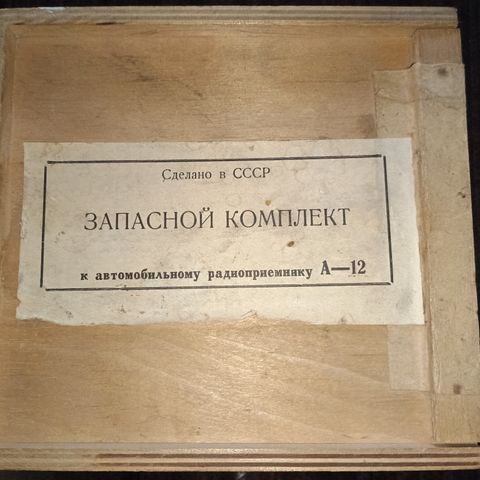 Сделано в СССР
ЗАПАСНОЙ КОМПЛЕКТ
к автомобильному радиоприемнику А—12